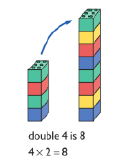 double 4 is 8
4 × 2 = 8